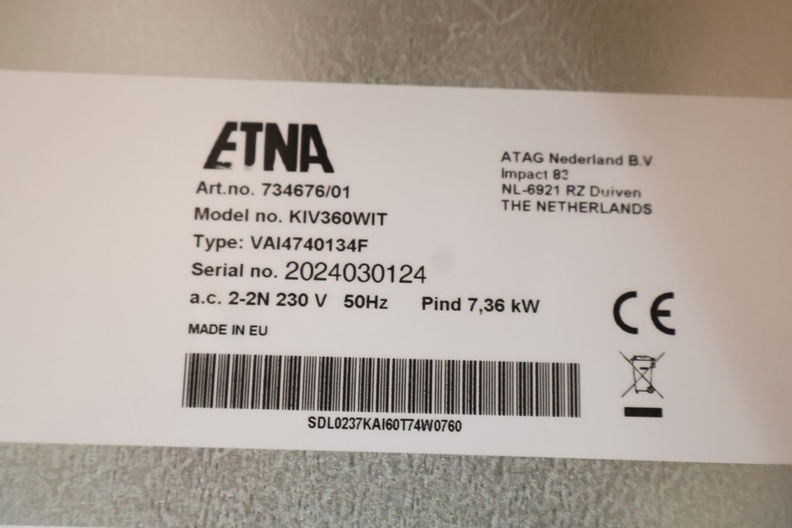 ETNA
Art.no. 734676/01
Model no. KIV360WIT
Type: VAI4740134F
Serial no. 2024030124
a.c. 2-2N 230 V 50Hz Pind 7,36 kW
MADE IN EU
SDL0237KAI60T74W0760
ATAG Nederland B.V.
Impact 83
NL-6921 RZ Duiven
THE NETHERLANDS
CE